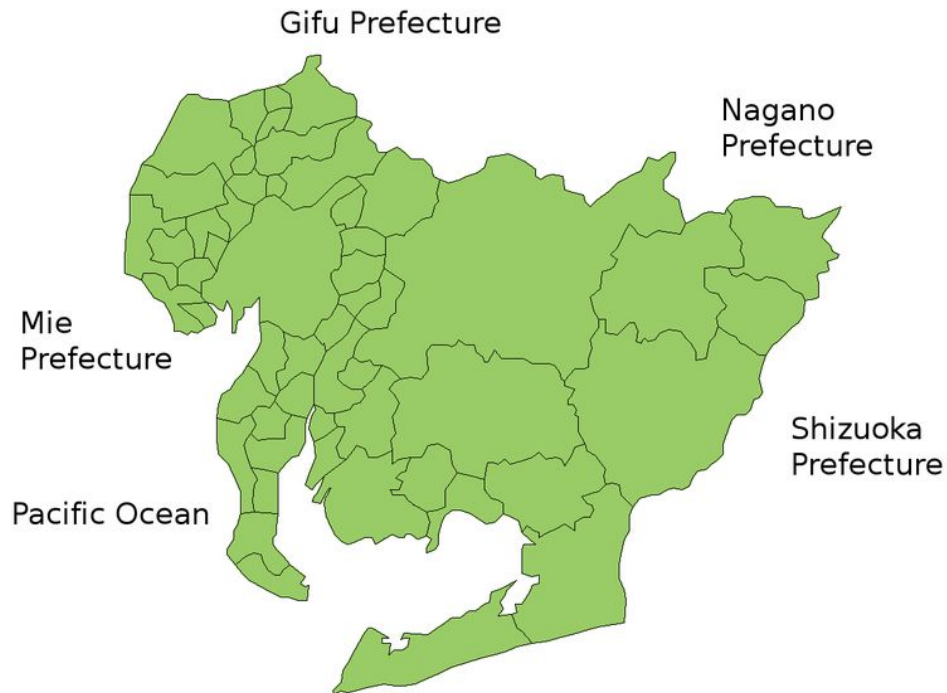 Gifu Prefecture
Nagano
Prefecture
Mie
Prefecture
Shizuoka
Prefecture
Pacific Ocean